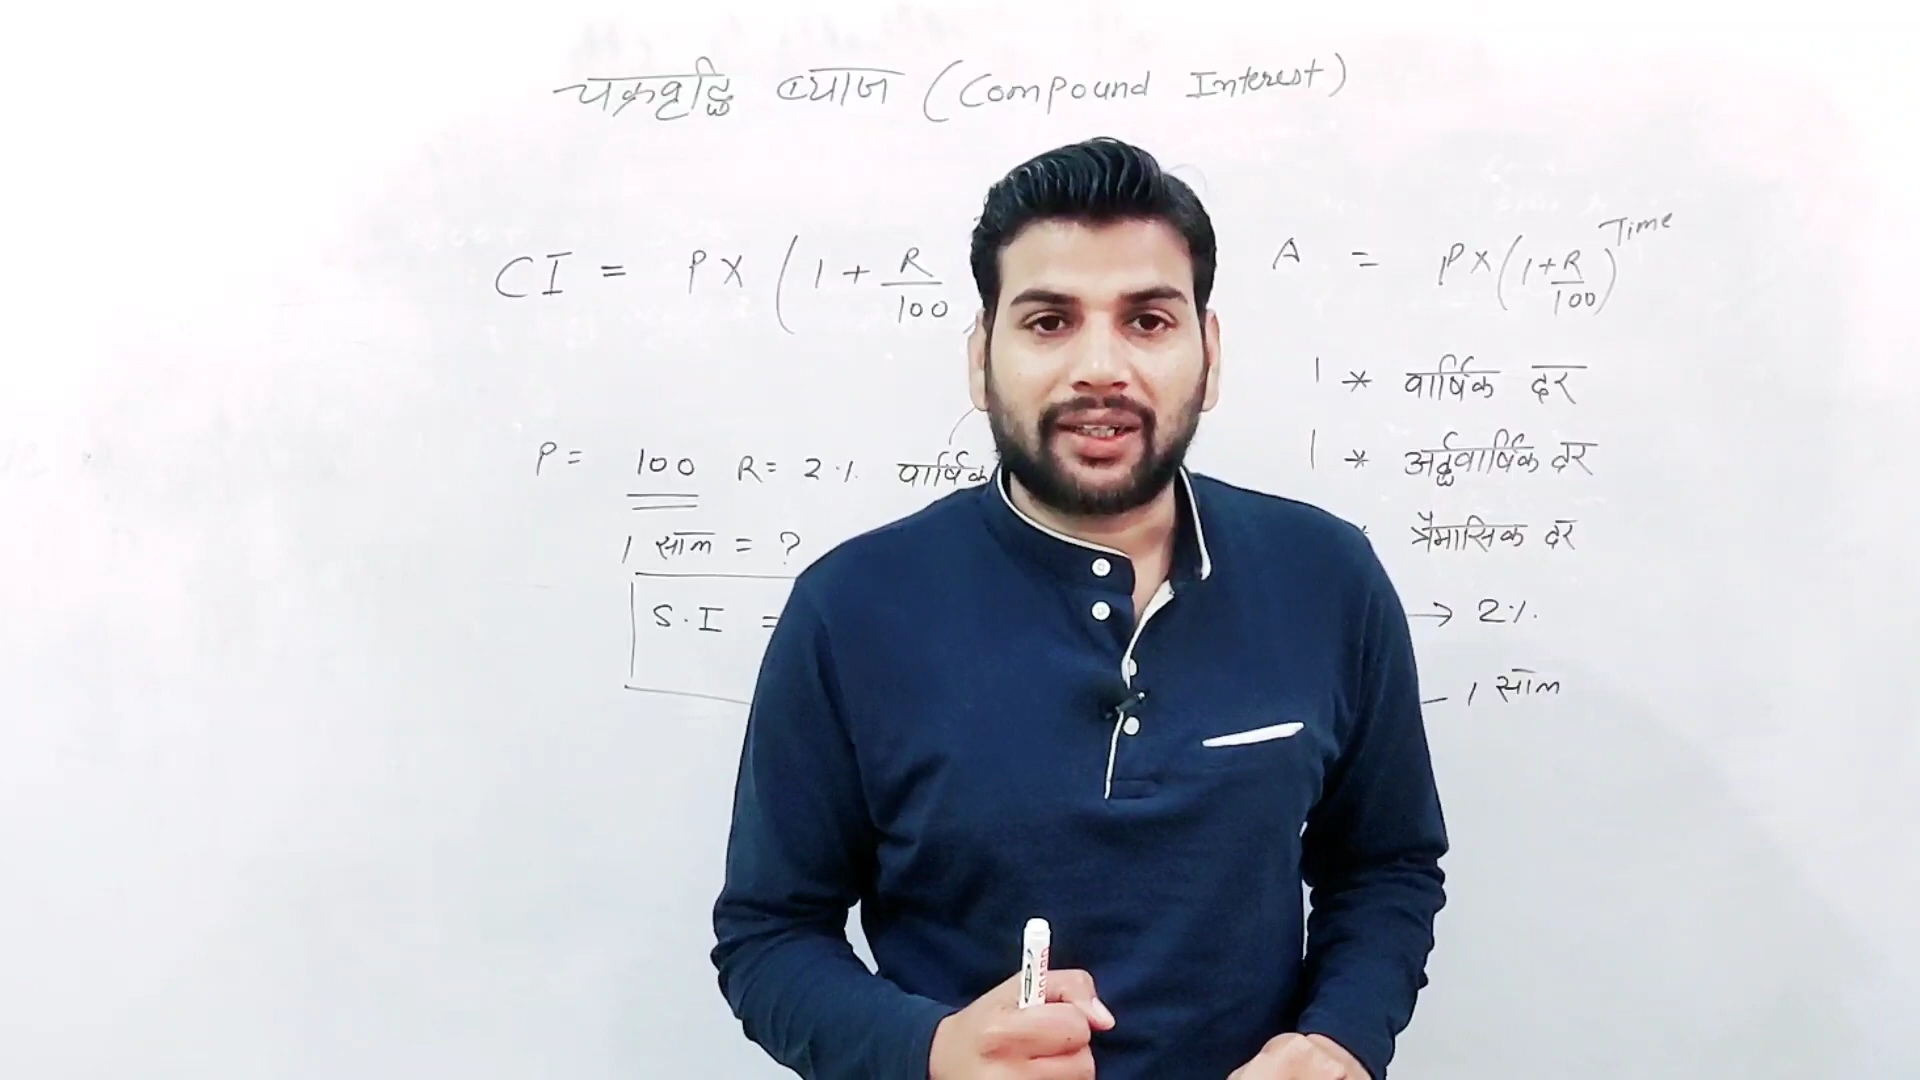 चक्रवृद्धि ब्याज (Compound Interest)
CI = P X (1 + R/100
A = P X (1+R/100)^Time
1 * वार्षिक दर
P = 100 R = 2% वार्षिक
1 * अर्द्धवार्षिक दर
1 साल = ?
त्रैमासिक दर
S.I =
→ 2%
1 साल
BOARD